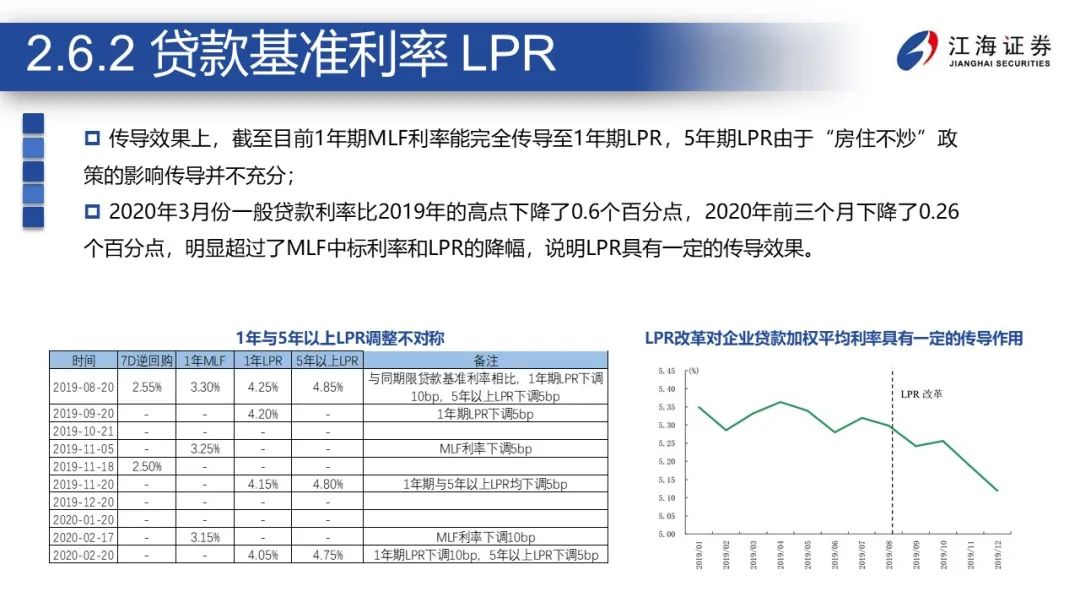 2.6.2 贷款基准利率 LPR
江海证券
JIANGHAI SECURITIES
传导效果上，截至目前1年期MLF利率能完全传导至1年期LPR，5年期LPR由于“房住不炒”政
策的影响传导并不充分；
2020年3月份一般贷款利率比2019年的高点下降了0.6个百分点，2020年前三个月下降了0.26
个百分点，明显超过了MLF中标利率和LPR的降幅，说明LPR具有一定的传导效果。
1年与5年以上LPR调整不对称
时间 7D逆回购 1年MLF 1年LPR 5年以上LPR 备注
2019-08-20 2.55% 3.30% 4.25% 4.85% 与同期限贷款基准利率相比，1年期LPR下调
10bp，5年以上LPR下调5bp
2019-09-20 - - 4.20% - 1年期LPR下调5bp
2019-10-21 - - - -
2019-11-05 - 3.25% - - MLF利率下调5bp
2019-11-18 2.50% - - -
2019-11-20 - - 4.15% 4.80% 1年期与5年以上LPR均下调5bp
2019-12-20 - - - -
2020-01-20 - - - -
2020-02-17 - 3.15% - - MLF利率下调10bp
2020-02-20 - - 4.05% 4.75% 1年期LPR下调10bp，5年以上LPR下调5bp
LPR改革对企业贷款加权平均利率具有一定的传导作用
5.45 (%)
5.40
5.35
5.30
5.25
5.20
5.15
5.10
5.05
5.00
LPR 改革
2019/01 2019/02 2019/03 2019/04 2019/05 2019/06 2019/07 2019/08 2019/09 2019/10 2019/11 2019/12